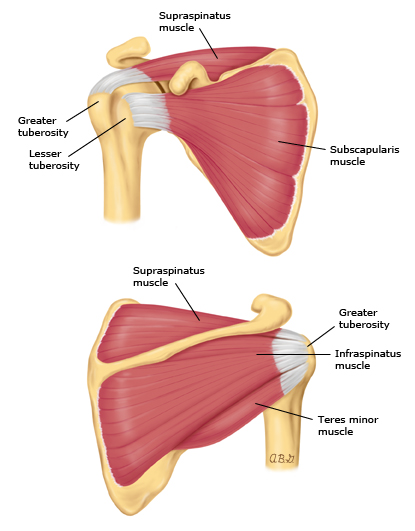 Supraspinatus
muscle
Greater
tuberosity
Lesser
tuberosity
Subscapularis
muscle
Supraspinatus
muscle
Greater
tuberosity
Infraspinatus
muscle
Teres minor
muscle